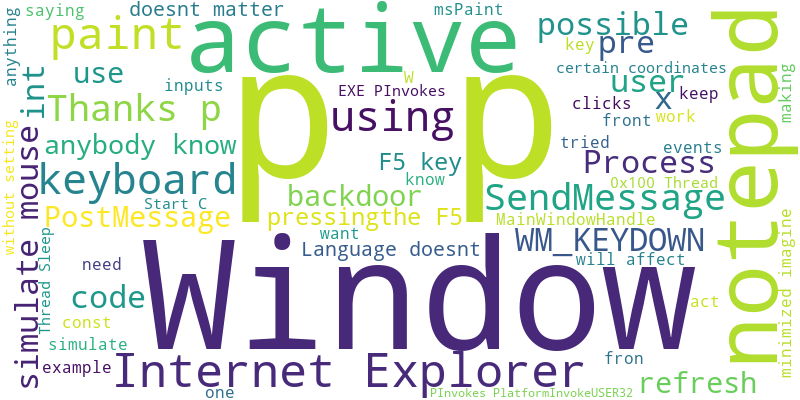 saying
doesnt matter
msPaint
anything
paint
active
possible
key
pre
notepad
int
use
inputs
W
EXE PInvokes
certain coordinates
user
x
keep
clicks
making
Thanks p
p p
using
front
work
anybody know
F5 key
tried
events
Process
without setting
simulate mouse
keyboard
know
0x100 Thread
backdoor
SendMessage
Start C
PostMessage
pressingthe F5
MainWindowHandle
want
Language doesnt
WM_KEYDOWN
Thread Sleep
need
Window
will affect
minimized imagine
code
const
act
simulate
example
Internet Explorer
fron
refresh
one
PInvokes PlatformInvokeUSER32